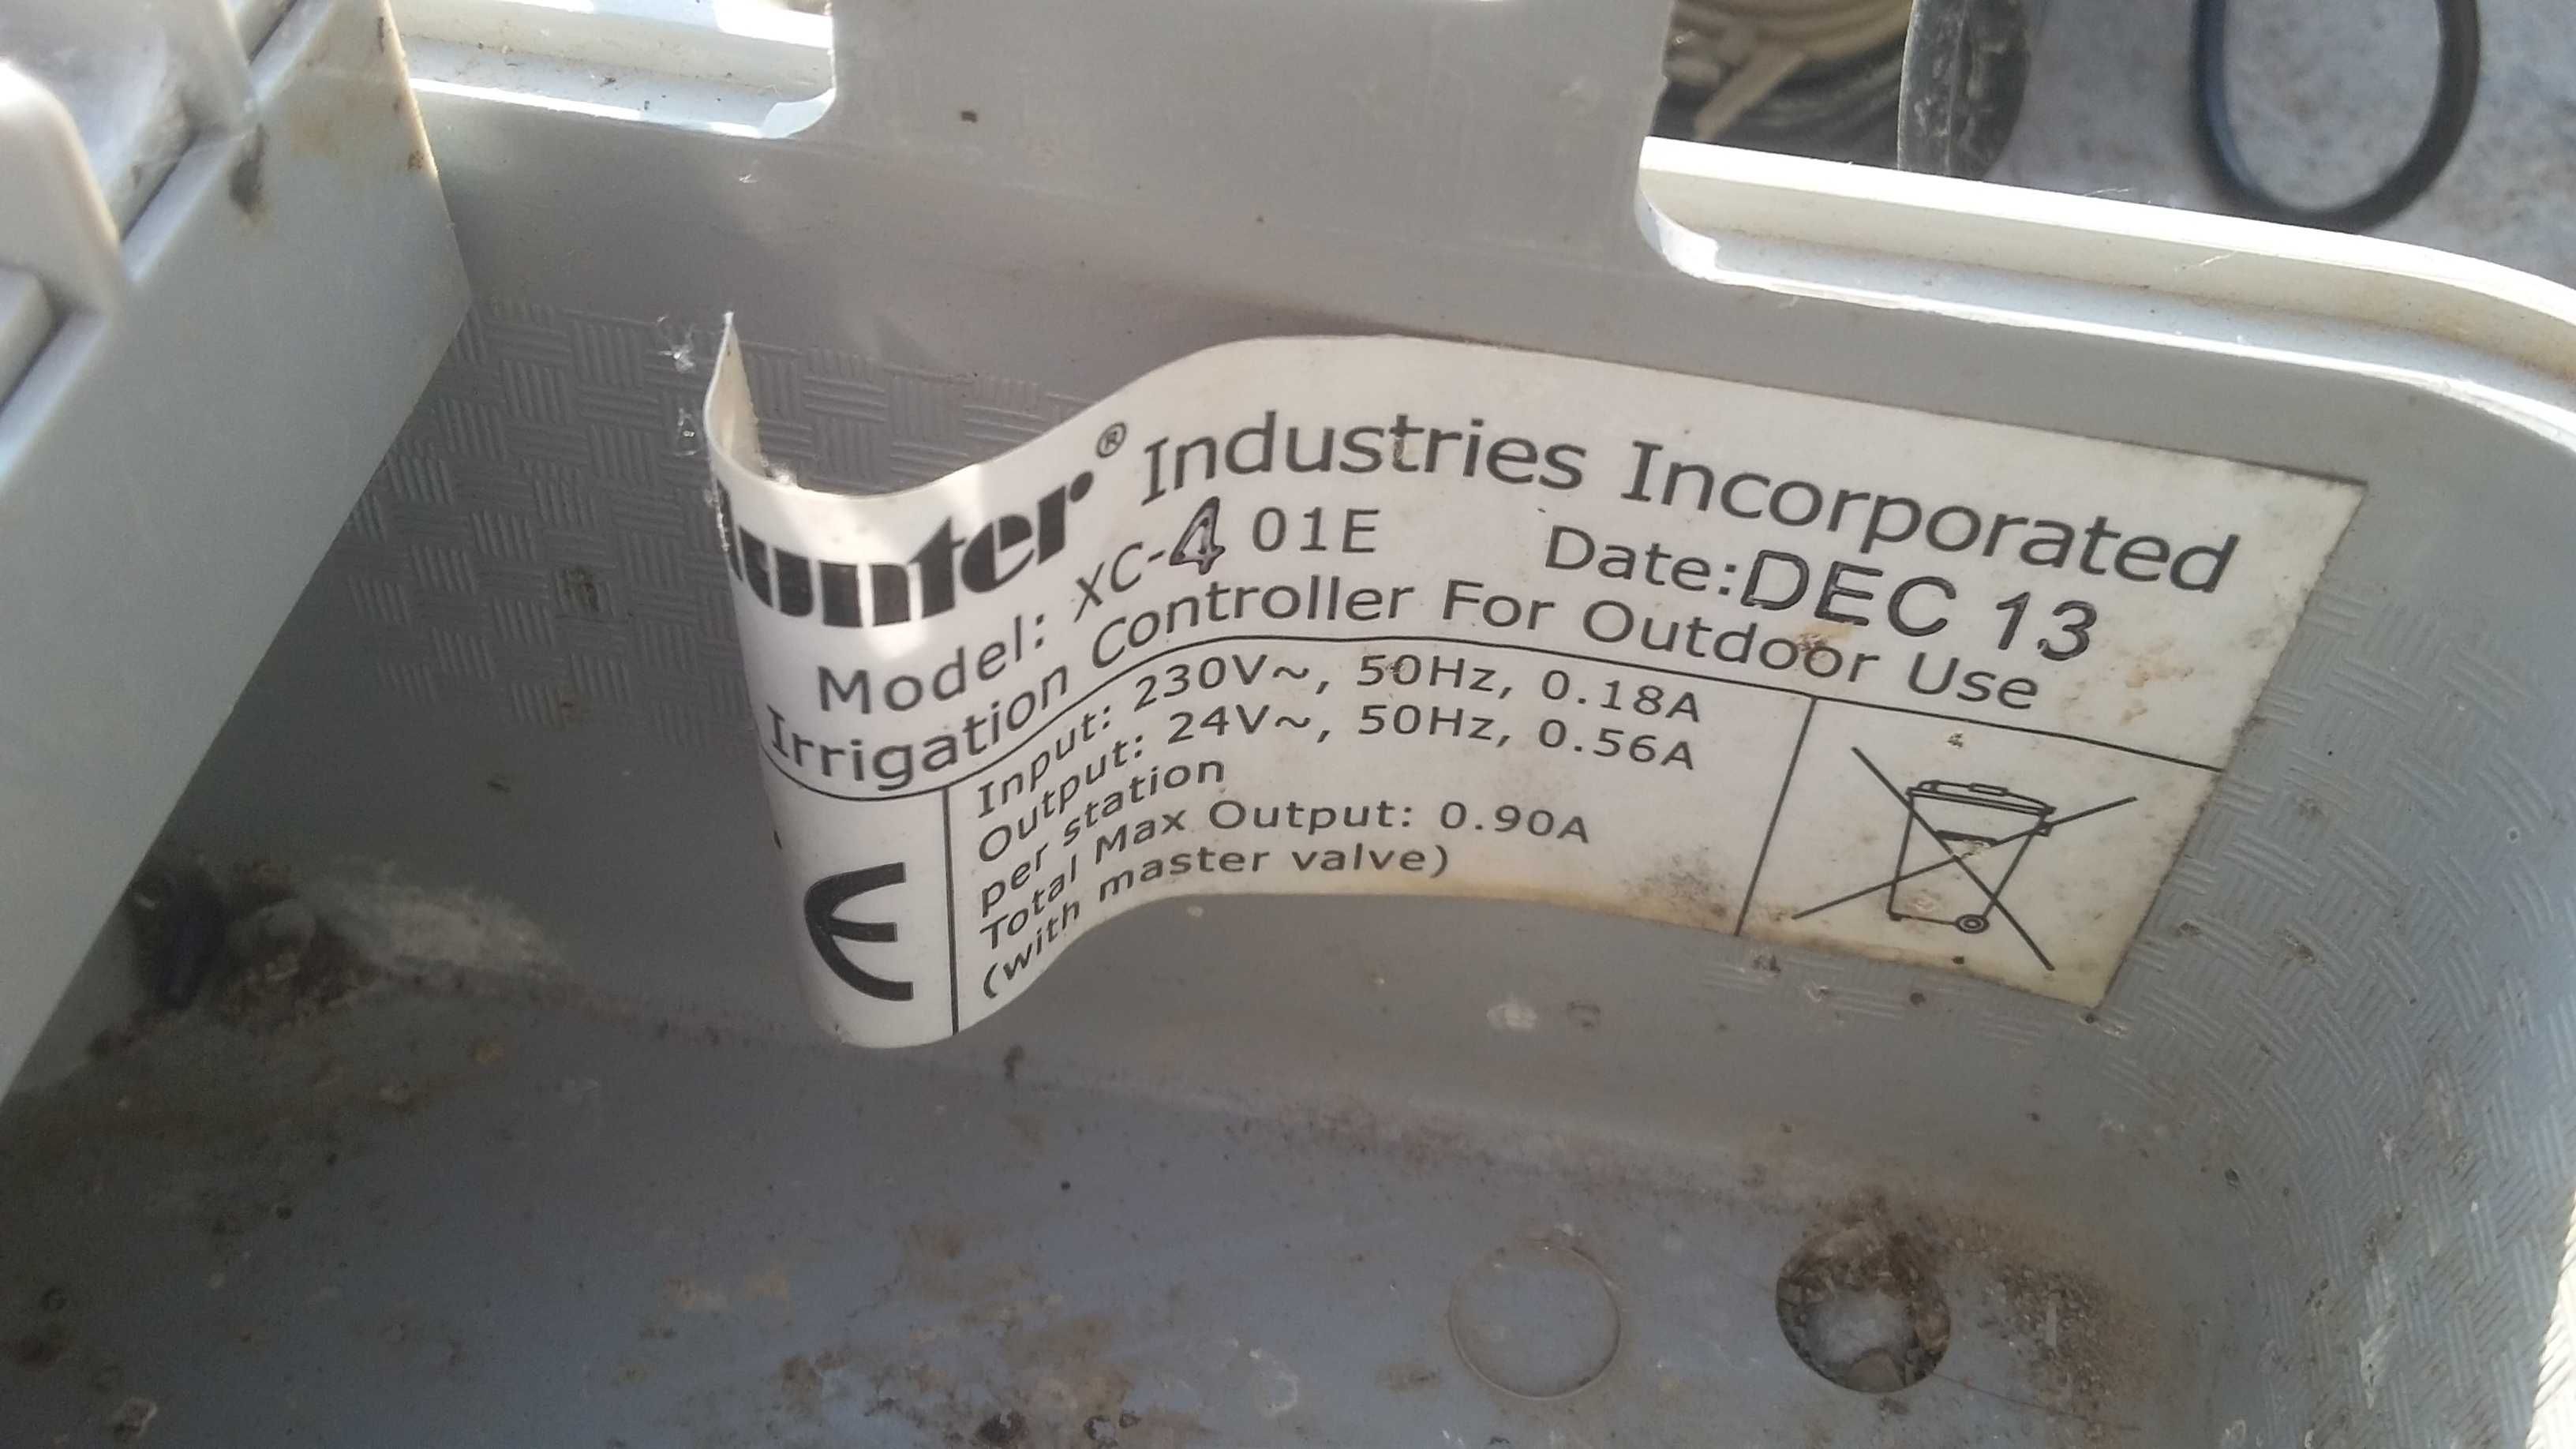 Hunter® Industries Incorporated
Model: XC-4 01E Date:DEC 13
Irrigation Controller For Outdoor Use
Input: 230V~, 50Hz, 0.18A
Output: 24V~, 50Hz, 0.56A
per station
Total Max Output: 0.90A
(with master valve)